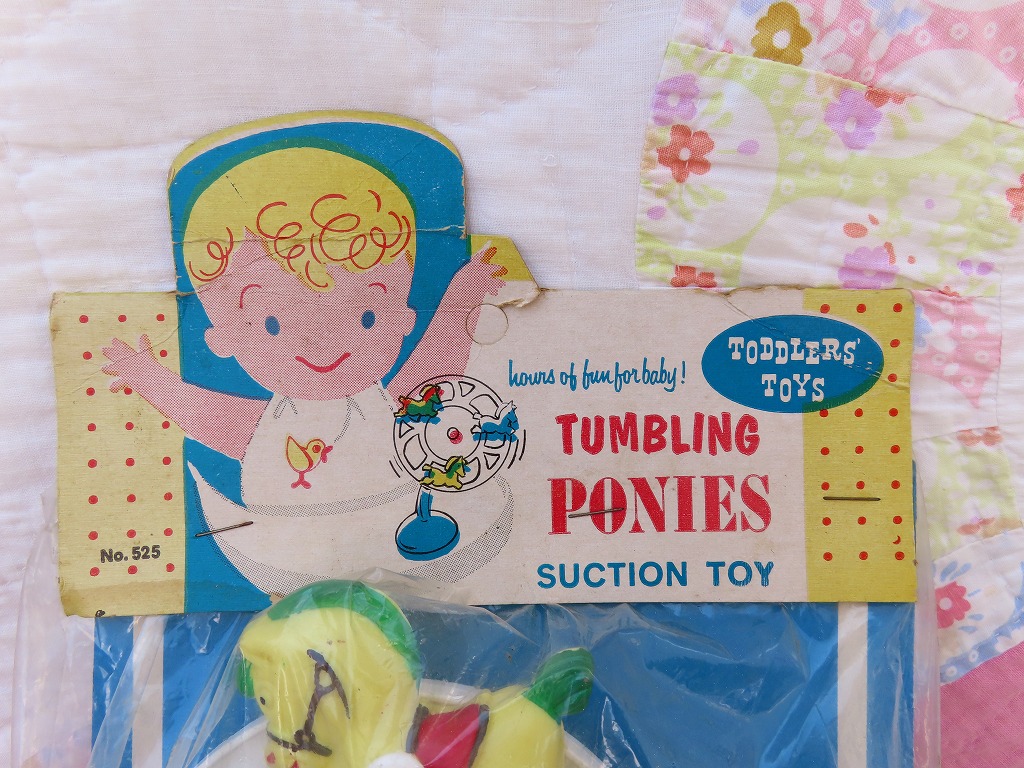 hours of fun for baby!
TODDLERS'
TOYS
TUMBLING
PONIES
SUCTION TOY
No. 525